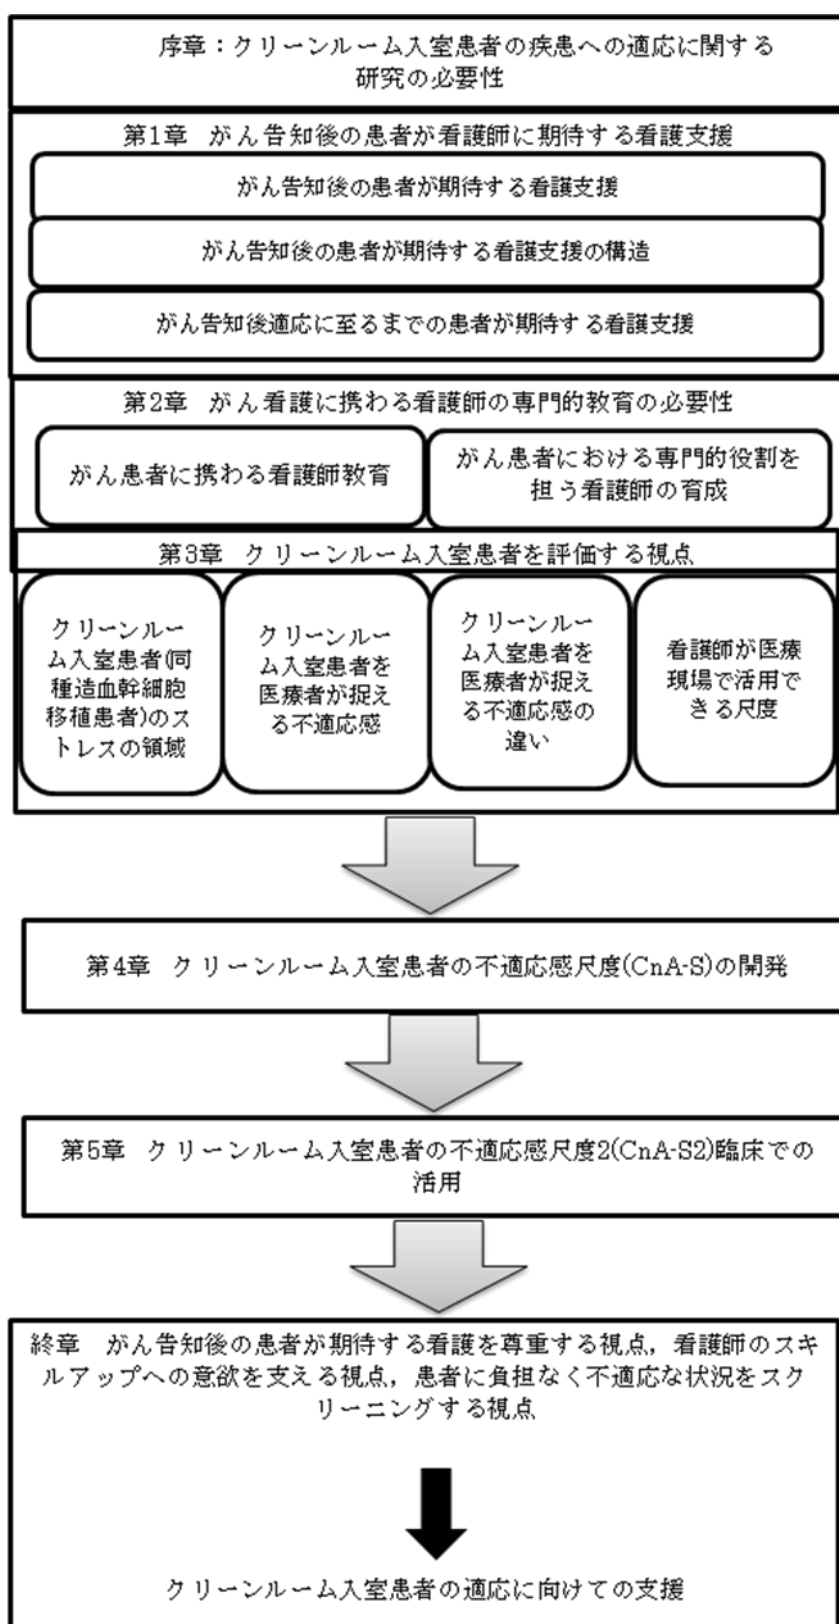 序章：クリーンルーム入室患者の疾患への適応に関する
研究の必要性
第1章 がん告知後の患者が看護師に期待する看護支援
がん告知後の患者が期待する看護支援
がん告知後の患者が期待する看護支援の構造
がん告知後適応に至るまでの患者が期待する看護支援
第2章 がん看護に携わる看護師の専門的教育の必要性
がん患者に携わる看護師教育
がん患者における専門的役割を
担う看護師の育成
第3章 クリーンルーム入室患者を評価する視点
クリーンルー
ム入室患者(同
種造血幹細胞
移植患者)のス
トレスの領域
クリーンルー
ム入室患者を
医療者が捉え
る不適応感
クリーンルー
ム入室患者を
医療者が捉え
る不適応感の
違い
看護師が医療
現場で活用で
きる尺度
第4章 クリーンルーム入室患者の不適応感尺度(CnA-S)の開発
第5章 クリーンルーム入室患者の不適応感尺度2(CnA-S2)臨床での
活用
終章 がん告知後の患者が期待する看護を尊重する視点，看護師のスキ
ルアップへの意欲を支える視点，患者に負担なく不適応な状況をスク
リーニングする視点
クリーンルーム入室患者の適応に向けての支援